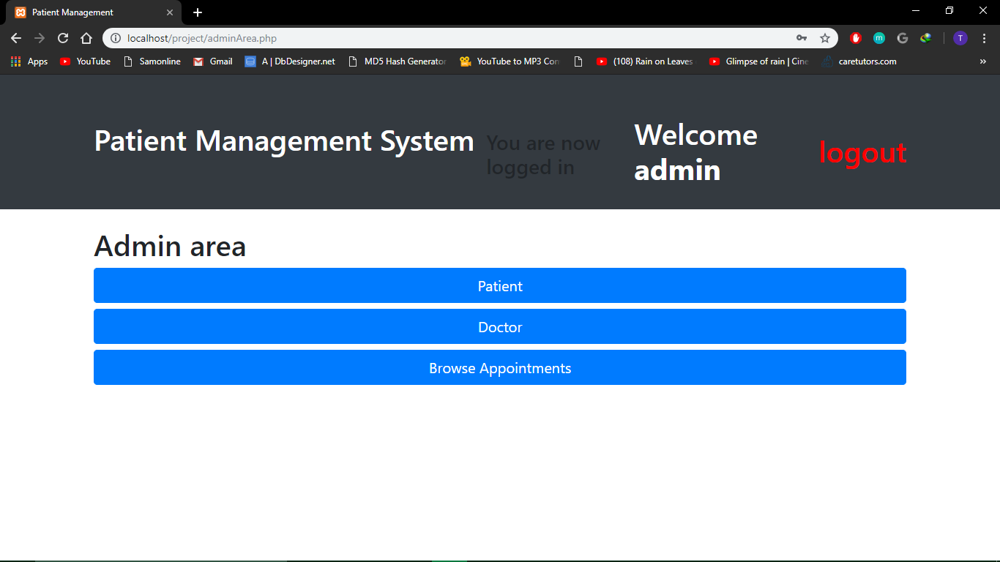 Patient Management
localhost/project/adminArea.php
T
Apps YouTube Samonline Gmail A | DbDesigner.net MD5 Hash Generator YouTube to MP3 Con (108) Rain on Leaves Glimpse of rain | Cine caretutors.com »
Patient Management System
You are now
logged in
Welcome
admin
logout
Admin area
Patient
Doctor
Browse Appointments